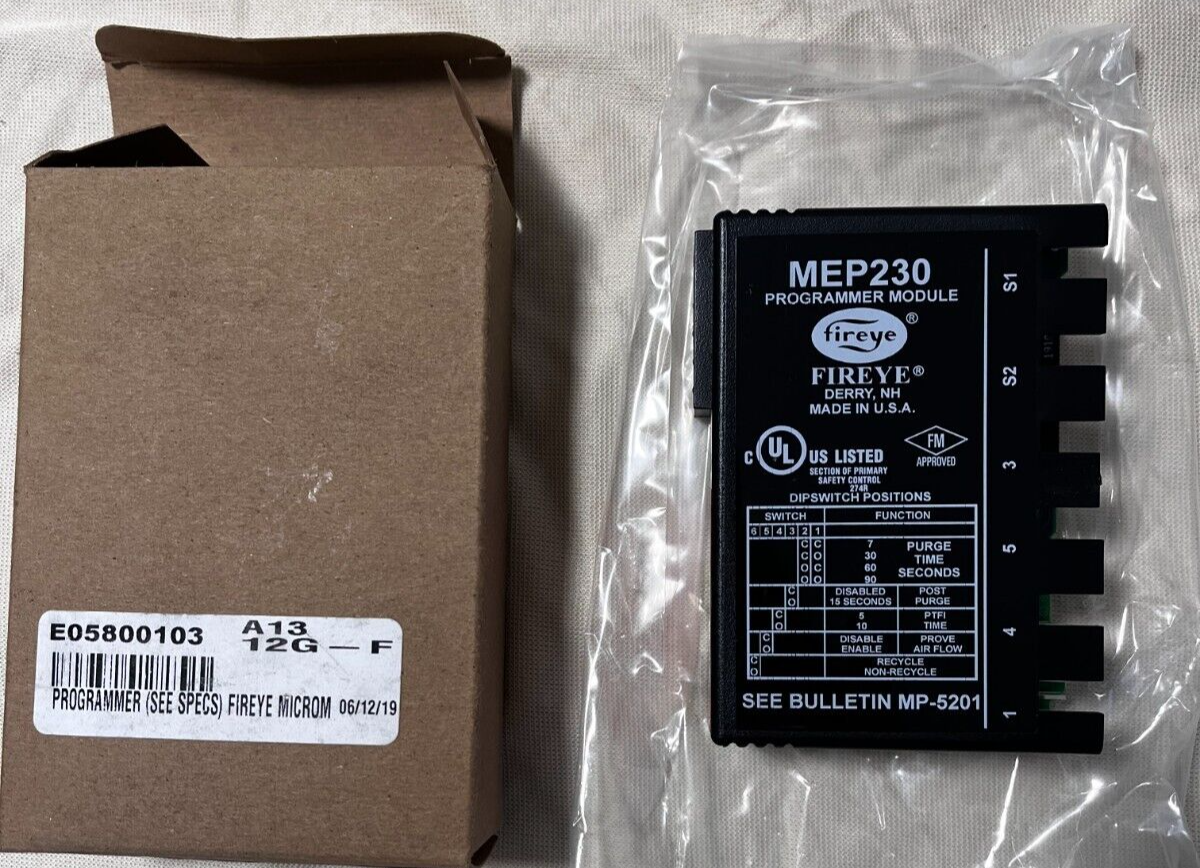 E05800103 A13
12G - F
PROGRAMMER (SEE SPECS) FIREYE MICROM 06/12/19
MEP230
PROGRAMMER MODULE
fireye ®
FIREYE®
DERRY, NH
MADE IN U.S.A.
C UL US LISTED
SECTION OF PRIMARY
SAFETY CONTROL
274R
FM
APPROVED
DIPSWITCH POSITIONS
SWITCH FUNCTION
6 5 4 3 2 1
C C 7 PURGE
C O 30 TIME
O C 60 SECONDS
O O 90
C DISABLED POST
O 15 SECONDS PURGE
C 5 PTFI
O 10 TIME
C DISABLE PROVE
O ENABLE AIR FLOW
C RECYCLE
O NON-RECYCLE
SEE BULLETIN MP-5201
S1
S2
3
5
4
1